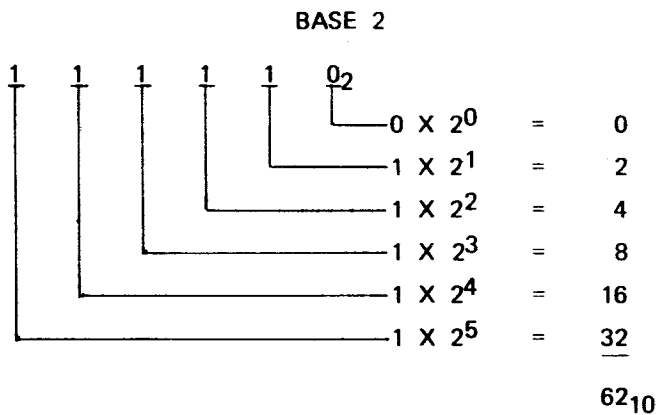 BASE 2
1 1 1 1 1 0₂
0 X 2⁰ = 0
1 X 2¹ = 2
1 X 2² = 4
1 X 2³ = 8
1 X 2⁴ = 16
1 X 2⁵ = 32
62₁₀